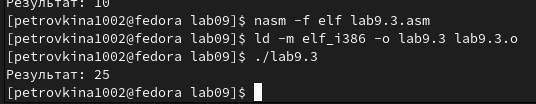 Результат: 10
[petrovkina1002@fedora lab09]$ nasm -f elf lab9.3.asm
[petrovkina1002@fedora lab09]$ ld -m elf_i386 -o lab9.3 lab9.3.o
[petrovkina1002@fedora lab09]$ ./lab9.3
Результат: 25
[petrovkina1002@fedora lab09]$